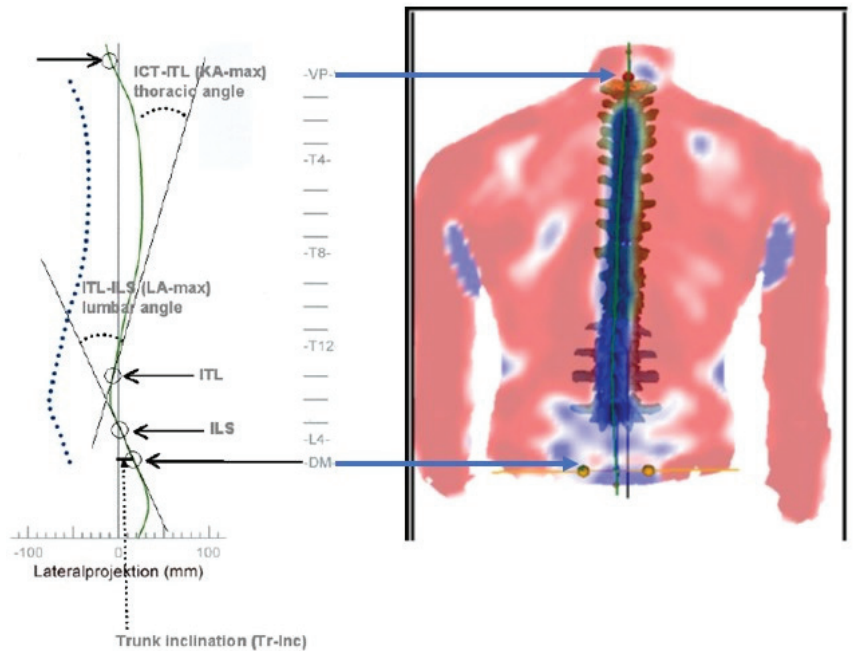 ICT-ITL (KA-max)
thoracic angle
-VP-
-T4-
-T8-
ITL-ILS (LA-max)
lumbar angle
-T12
ITL
ILS
-L4-
-DM-
-100 0 100
Lateralprojektion (mm)
Trunk inclination (Tr-Inc)